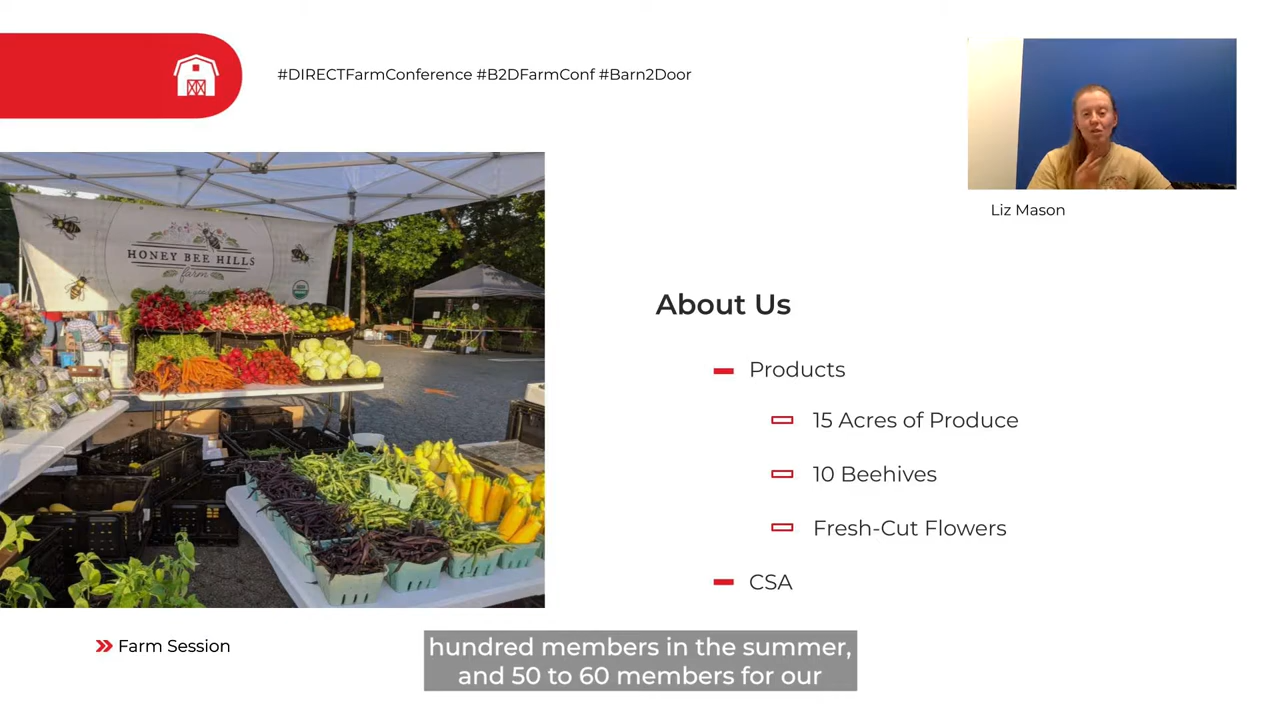 #DIRECTFarmConference #B2DFarmConf #Barn2Door
Liz Mason
HONEY BEE HILLS
farm
About Us
Products
15 Acres of Produce
10 Beehives
Fresh-Cut Flowers
CSA
Farm Session
hundred members in the summer,
and 50 to 60 members for our